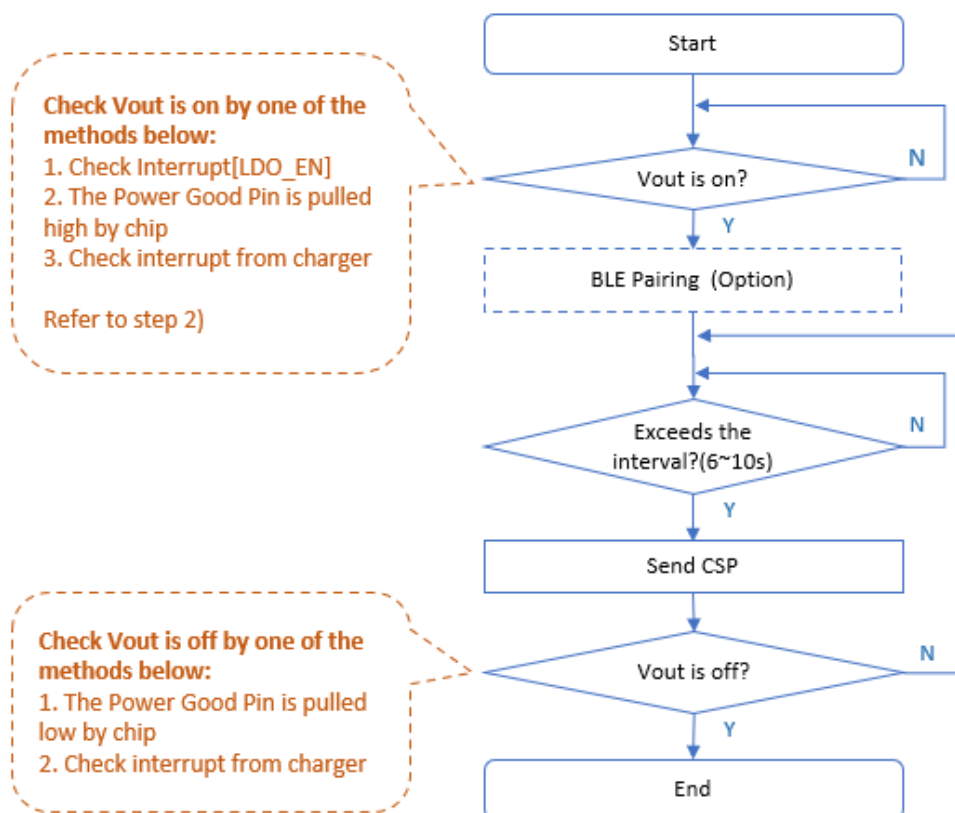 Start
Check Vout is on by one of the
methods below:
1. Check Interrupt[LDO_EN]
2. The Power Good Pin is pulled
high by chip
3. Check interrupt from charger
Refer to step 2)
Vout is on?
N
Y
BLE Pairing (Option)
Exceeds the
interval?(6~10s)
N
Y
Send CSP
Check Vout is off by one of the
methods below:
1. The Power Good Pin is pulled
low by chip
2. Check interrupt from charger
Vout is off?
N
Y
End